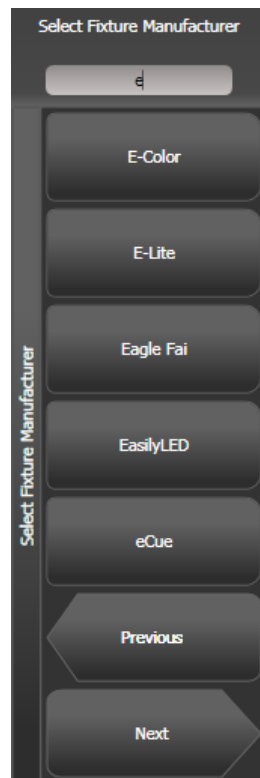 Select Fixture Manufacturer
e
Select Fixture Manufacturer
E-Color
E-Lite
Eagle Fai
EasilyLED
eCue
Previous
Next